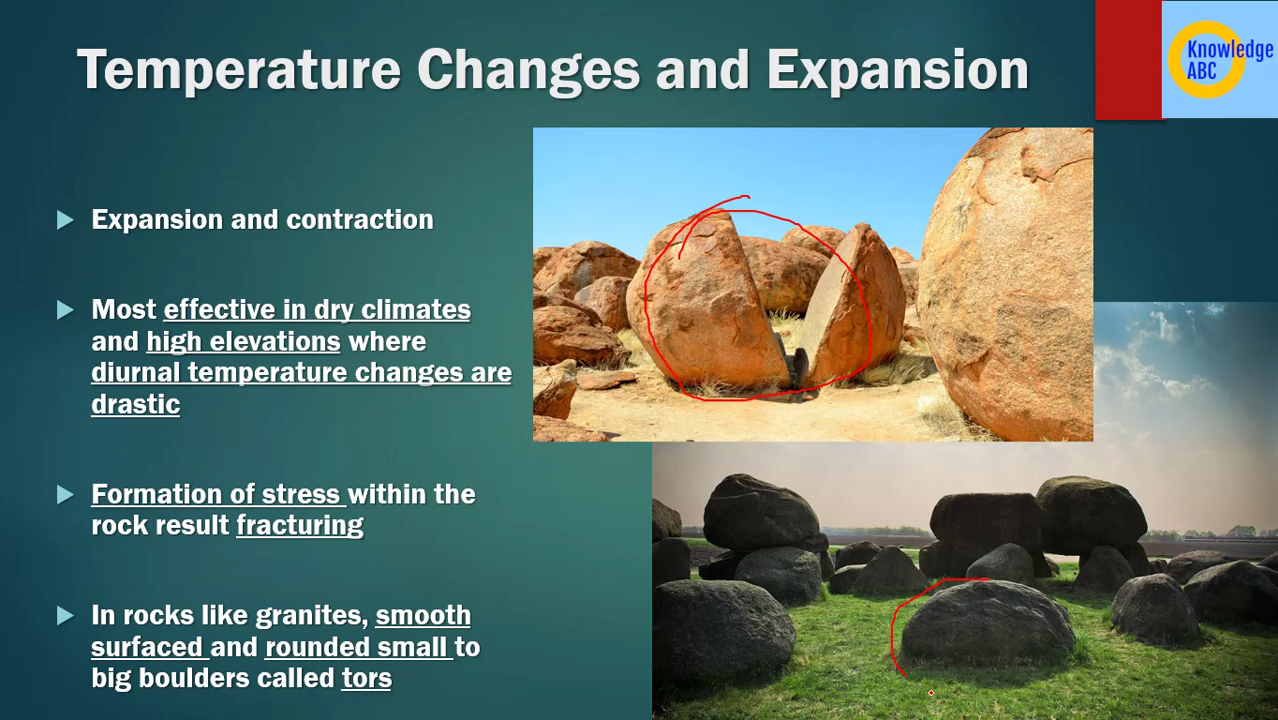 Temperature Changes and Expansion
Knowledge
ABC
Expansion and contraction
Most effective in dry climates
and high elevations where
diurnal temperature changes are
drastic
Formation of stress within the
rock result fracturing
In rocks like granites, smooth
surfaced and rounded small to
big boulders called tors